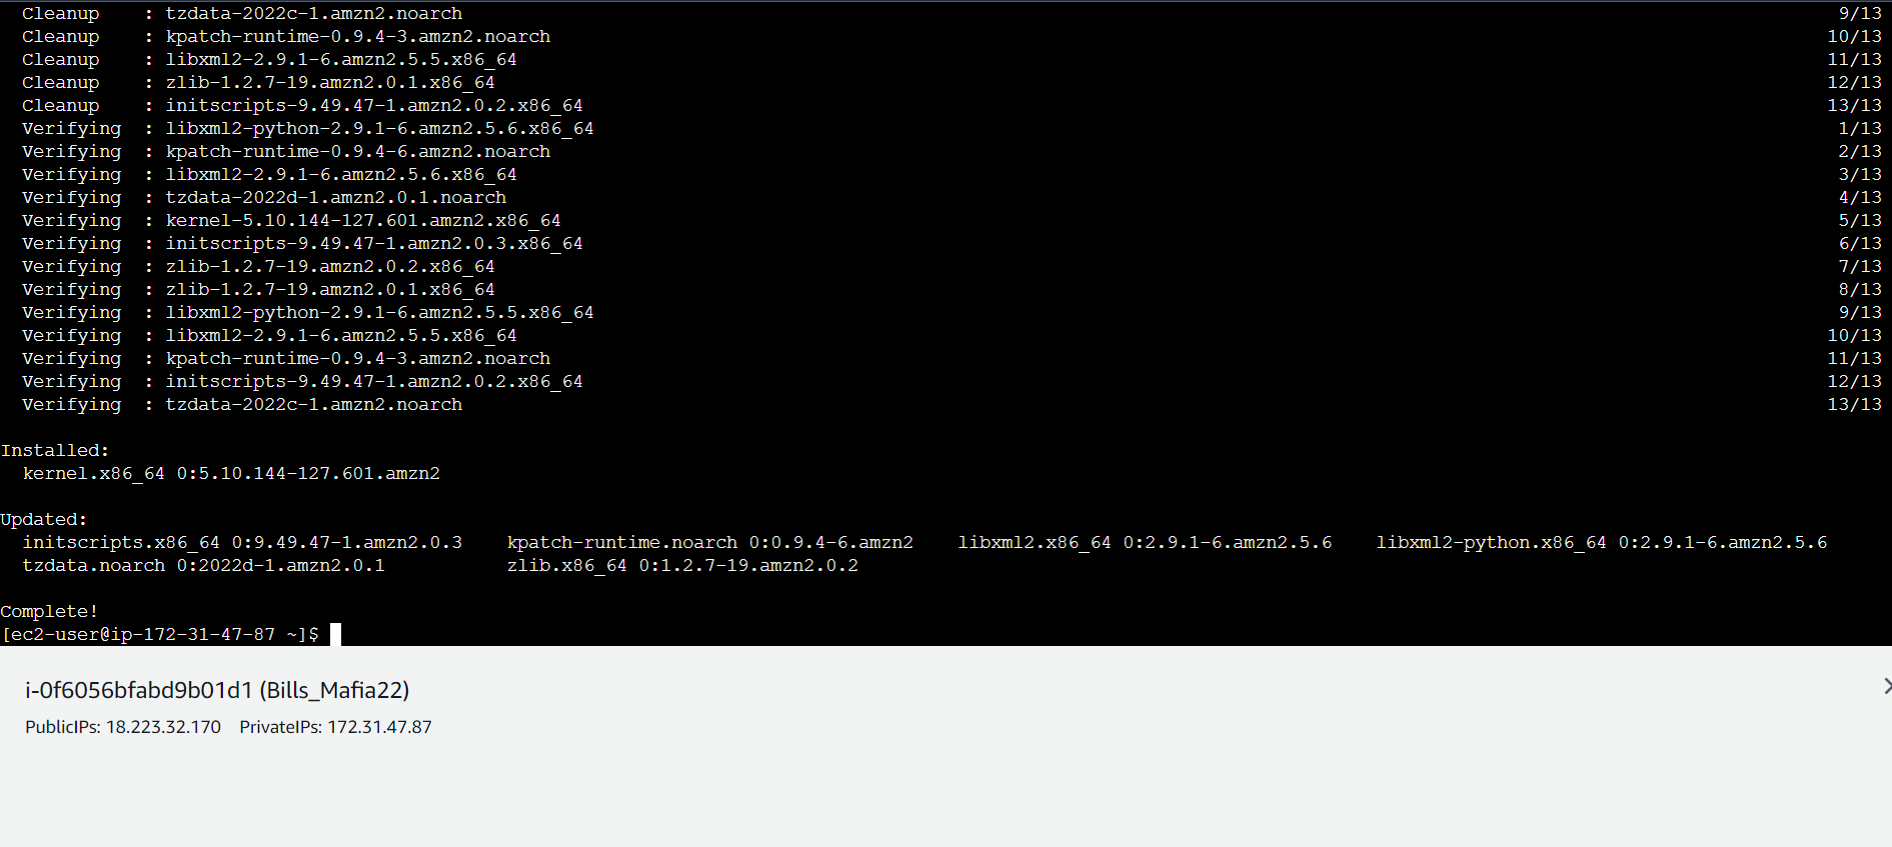 Cleanup : tzdata-2022c-1.amzn2.noarch 9/13
Cleanup : kpatch-runtime-0.9.4-3.amzn2.noarch 10/13
Cleanup : libxml2-2.9.1-6.amzn2.5.5.x86_64 11/13
Cleanup : zlib-1.2.7-19.amzn2.0.1.x86_64 12/13
Cleanup : initscripts-9.49.47-1.amzn2.0.2.x86_64 13/13
Verifying : libxml2-python-2.9.1-6.amzn2.5.6.x86_64 1/13
Verifying : kpatch-runtime-0.9.4-6.amzn2.noarch 2/13
Verifying : libxml2-2.9.1-6.amzn2.5.6.x86_64 3/13
Verifying : tzdata-2022d-1.amzn2.0.1.noarch 4/13
Verifying : kernel-5.10.144-127.601.amzn2.x86_64 5/13
Verifying : initscripts-9.49.47-1.amzn2.0.3.x86_64 6/13
Verifying : zlib-1.2.7-19.amzn2.0.2.x86_64 7/13
Verifying : zlib-1.2.7-19.amzn2.0.1.x86_64 8/13
Verifying : libxml2-python-2.9.1-6.amzn2.5.5.x86_64 9/13
Verifying : libxml2-2.9.1-6.amzn2.5.5.x86_64 10/13
Verifying : kpatch-runtime-0.9.4-3.amzn2.noarch 11/13
Verifying : initscripts-9.49.47-1.amzn2.0.2.x86_64 12/13
Verifying : tzdata-2022c-1.amzn2.noarch 13/13
Installed:
kernel.x86_64 0:5.10.144-127.601.amzn2
Updated:
initscripts.x86_64 0:9.49.47-1.amzn2.0.3 kpatch-runtime.noarch 0:0.9.4-6.amzn2 libxml2.x86_64 0:2.9.1-6.amzn2.5.6 libxml2-python.x86_64 0:2.9.1-6.amzn2.5.6
tzdata.noarch 0:2022d-1.amzn2.0.1 zlib.x86_64 0:1.2.7-19.amzn2.0.2
Complete!
[ec2-user@ip-172-31-47-87 ~]$
i-0f6056bfabd9b01d1 (Bills_Mafia22)
PublicIPs: 18.223.32.170 PrivateIPs: 172.31.47.87